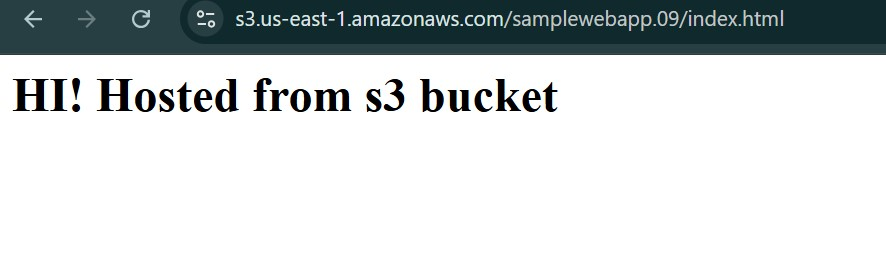 s3.us-east-1.amazonaws.com/samplewebapp.09/index.html
HI! Hosted from s3 bucket